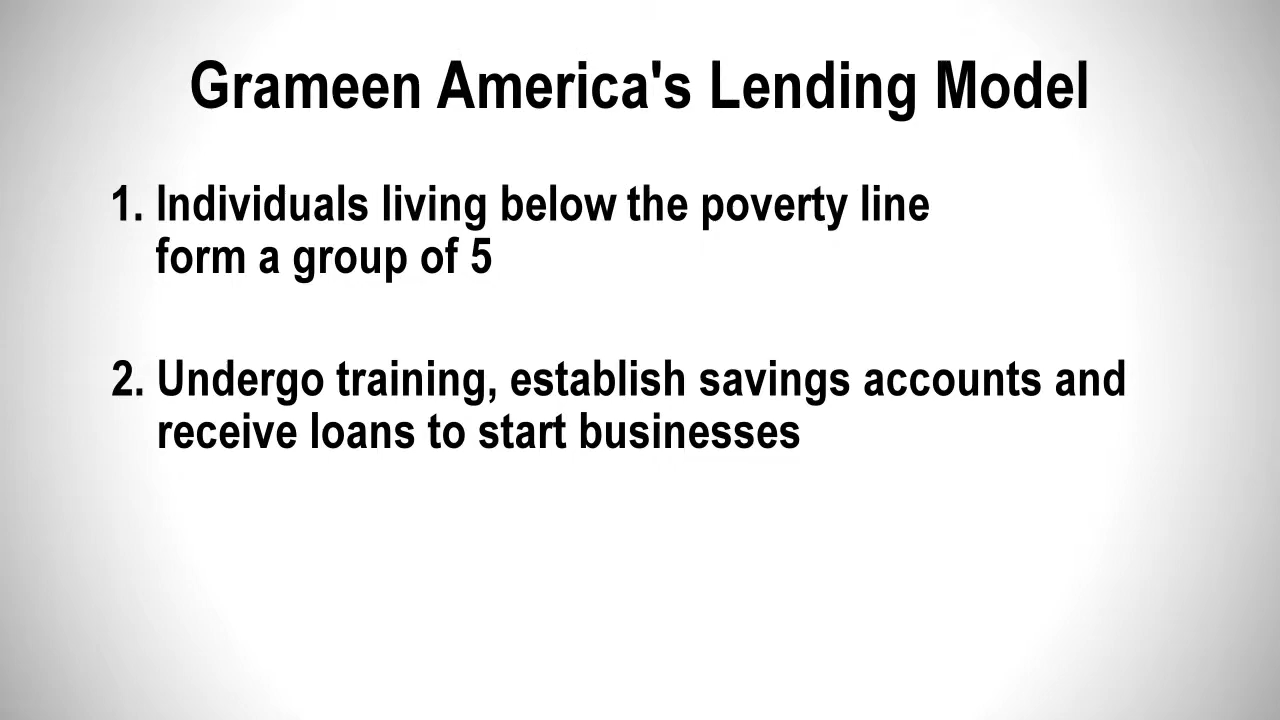 Grameen America's Lending Model
1. Individuals living below the poverty line
form a group of 5
2. Undergo training, establish savings accounts and
receive loans to start businesses